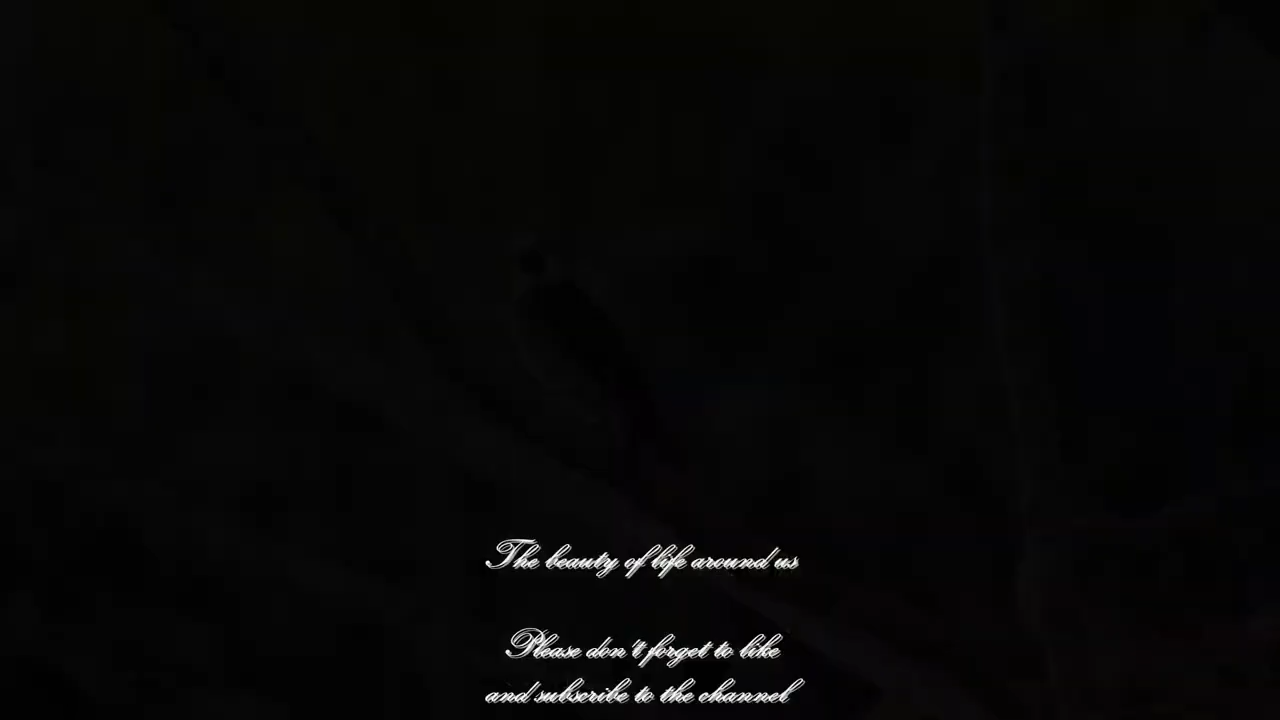 The beauty of life around us
Please don't forget to like
and subscribe to the channel